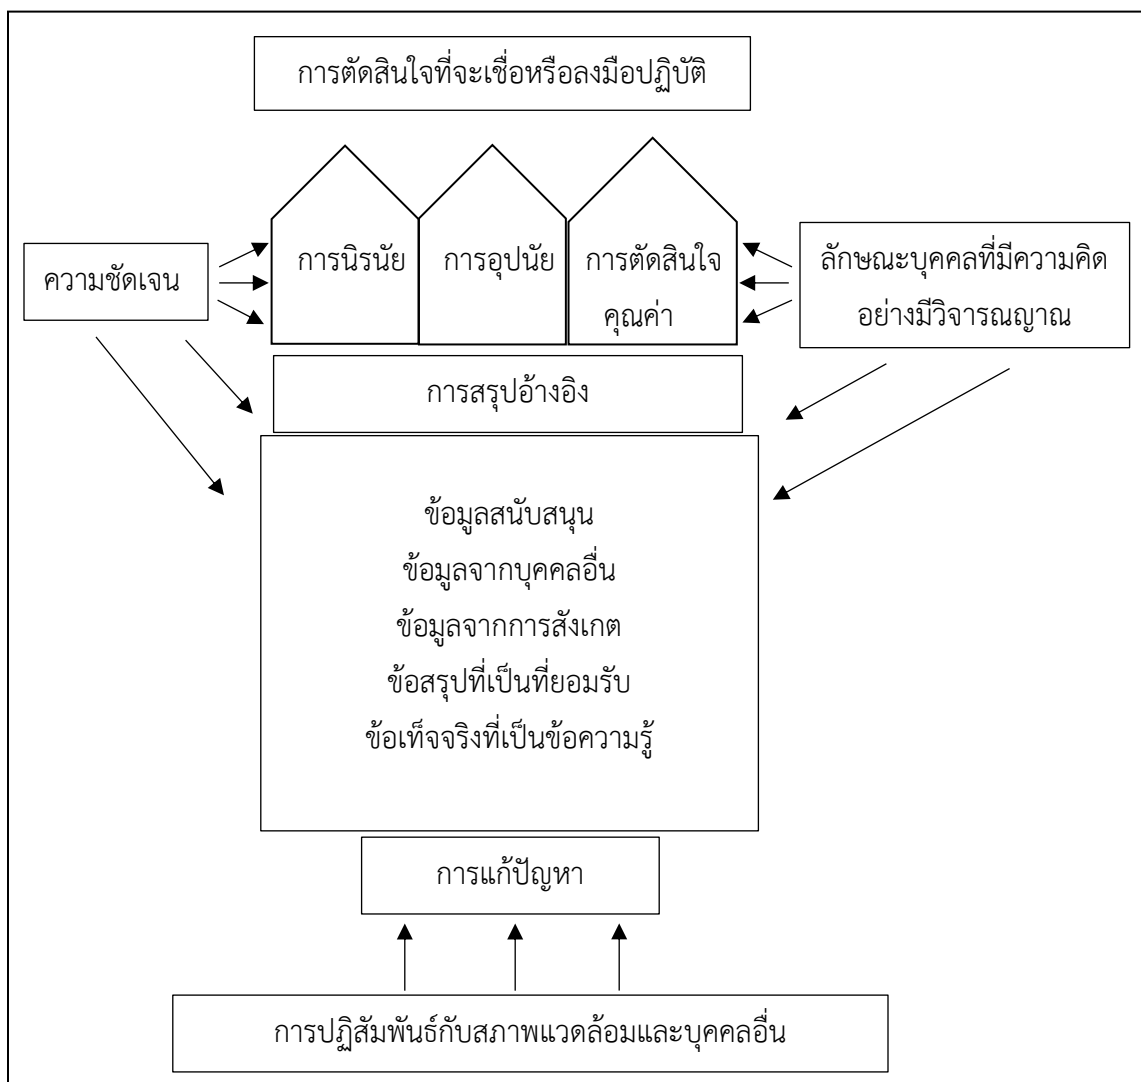 การตัดสินใจที่จะเชื่อหรือลงมือปฏิบัติ
ความชัดเจน
การนิรนัย
การอุปนัย
การตัดสินใจ
คุณค่า
ลักษณะบุคคลที่มีความคิด
อย่างมีวิจารณญาณ
การสรุปอ้างอิง
ข้อมูลสนับสนุน
ข้อมูลจากบุคคลอื่น
ข้อมูลจากการสังเกต
ข้อสรุปที่เป็นที่ยอมรับ
ข้อเท็จจริงที่เป็นข้อความรู้
การแก้ปัญหา
การปฏิสัมพันธ์กับสภาพแวดล้อมและบุคคลอื่น